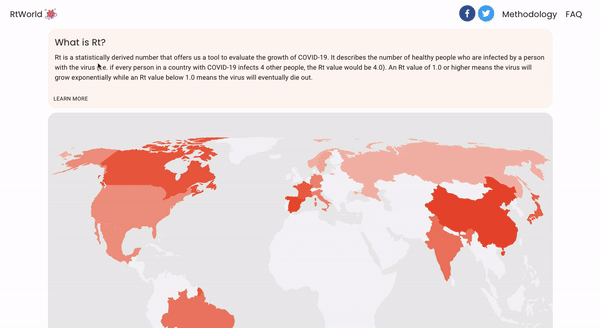 RtWorld
Methodology FAQ
What is Rt?
Rt is a statistically derived number that offers us a tool to evaluate the growth of COVID-19. It describes the number of healthy people who are infected by a person
with the virus (i.e. if every person in a country with COVID-19 infects 4 other people, the Rt value would be 4.0). An Rt value of 1.0 or higher means the virus will
grow exponentially while an Rt value below 1.0 means the virus will eventually die out.
LEARN MORE